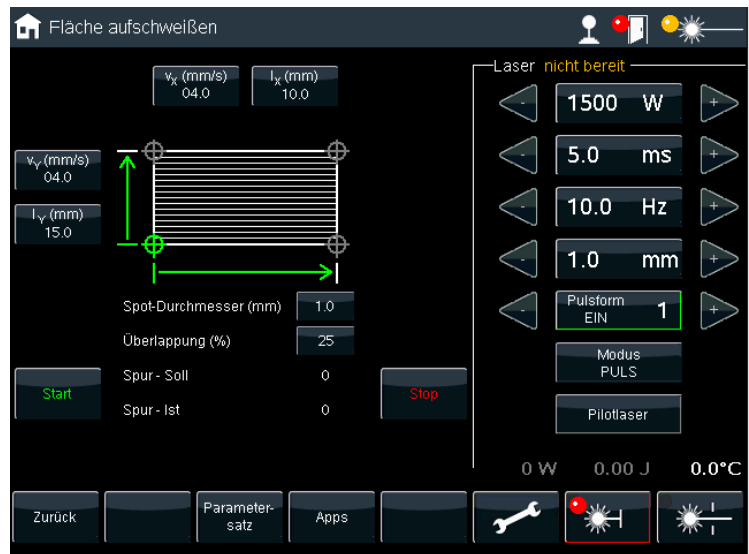 Fläche aufschweißen
vX (mm/s)
04.0
lX (mm)
10.0
vY (mm/s)
04.0
lY (mm)
15.0
Spot-Durchmesser (mm) 1.0
Überlappung (%) 25
Spur - Soll 0
Spur - Ist 0
Start
Stop
Laser nicht bereit
- 1500 W +
- 5.0 ms +
- 10.0 Hz +
- 1.0 mm +
- Pulsform
EIN 1 +
Modus
PULS
Pilotlaser
0 W 0.00 J 0.0°C
Zurück
Parameter-
satz
Apps